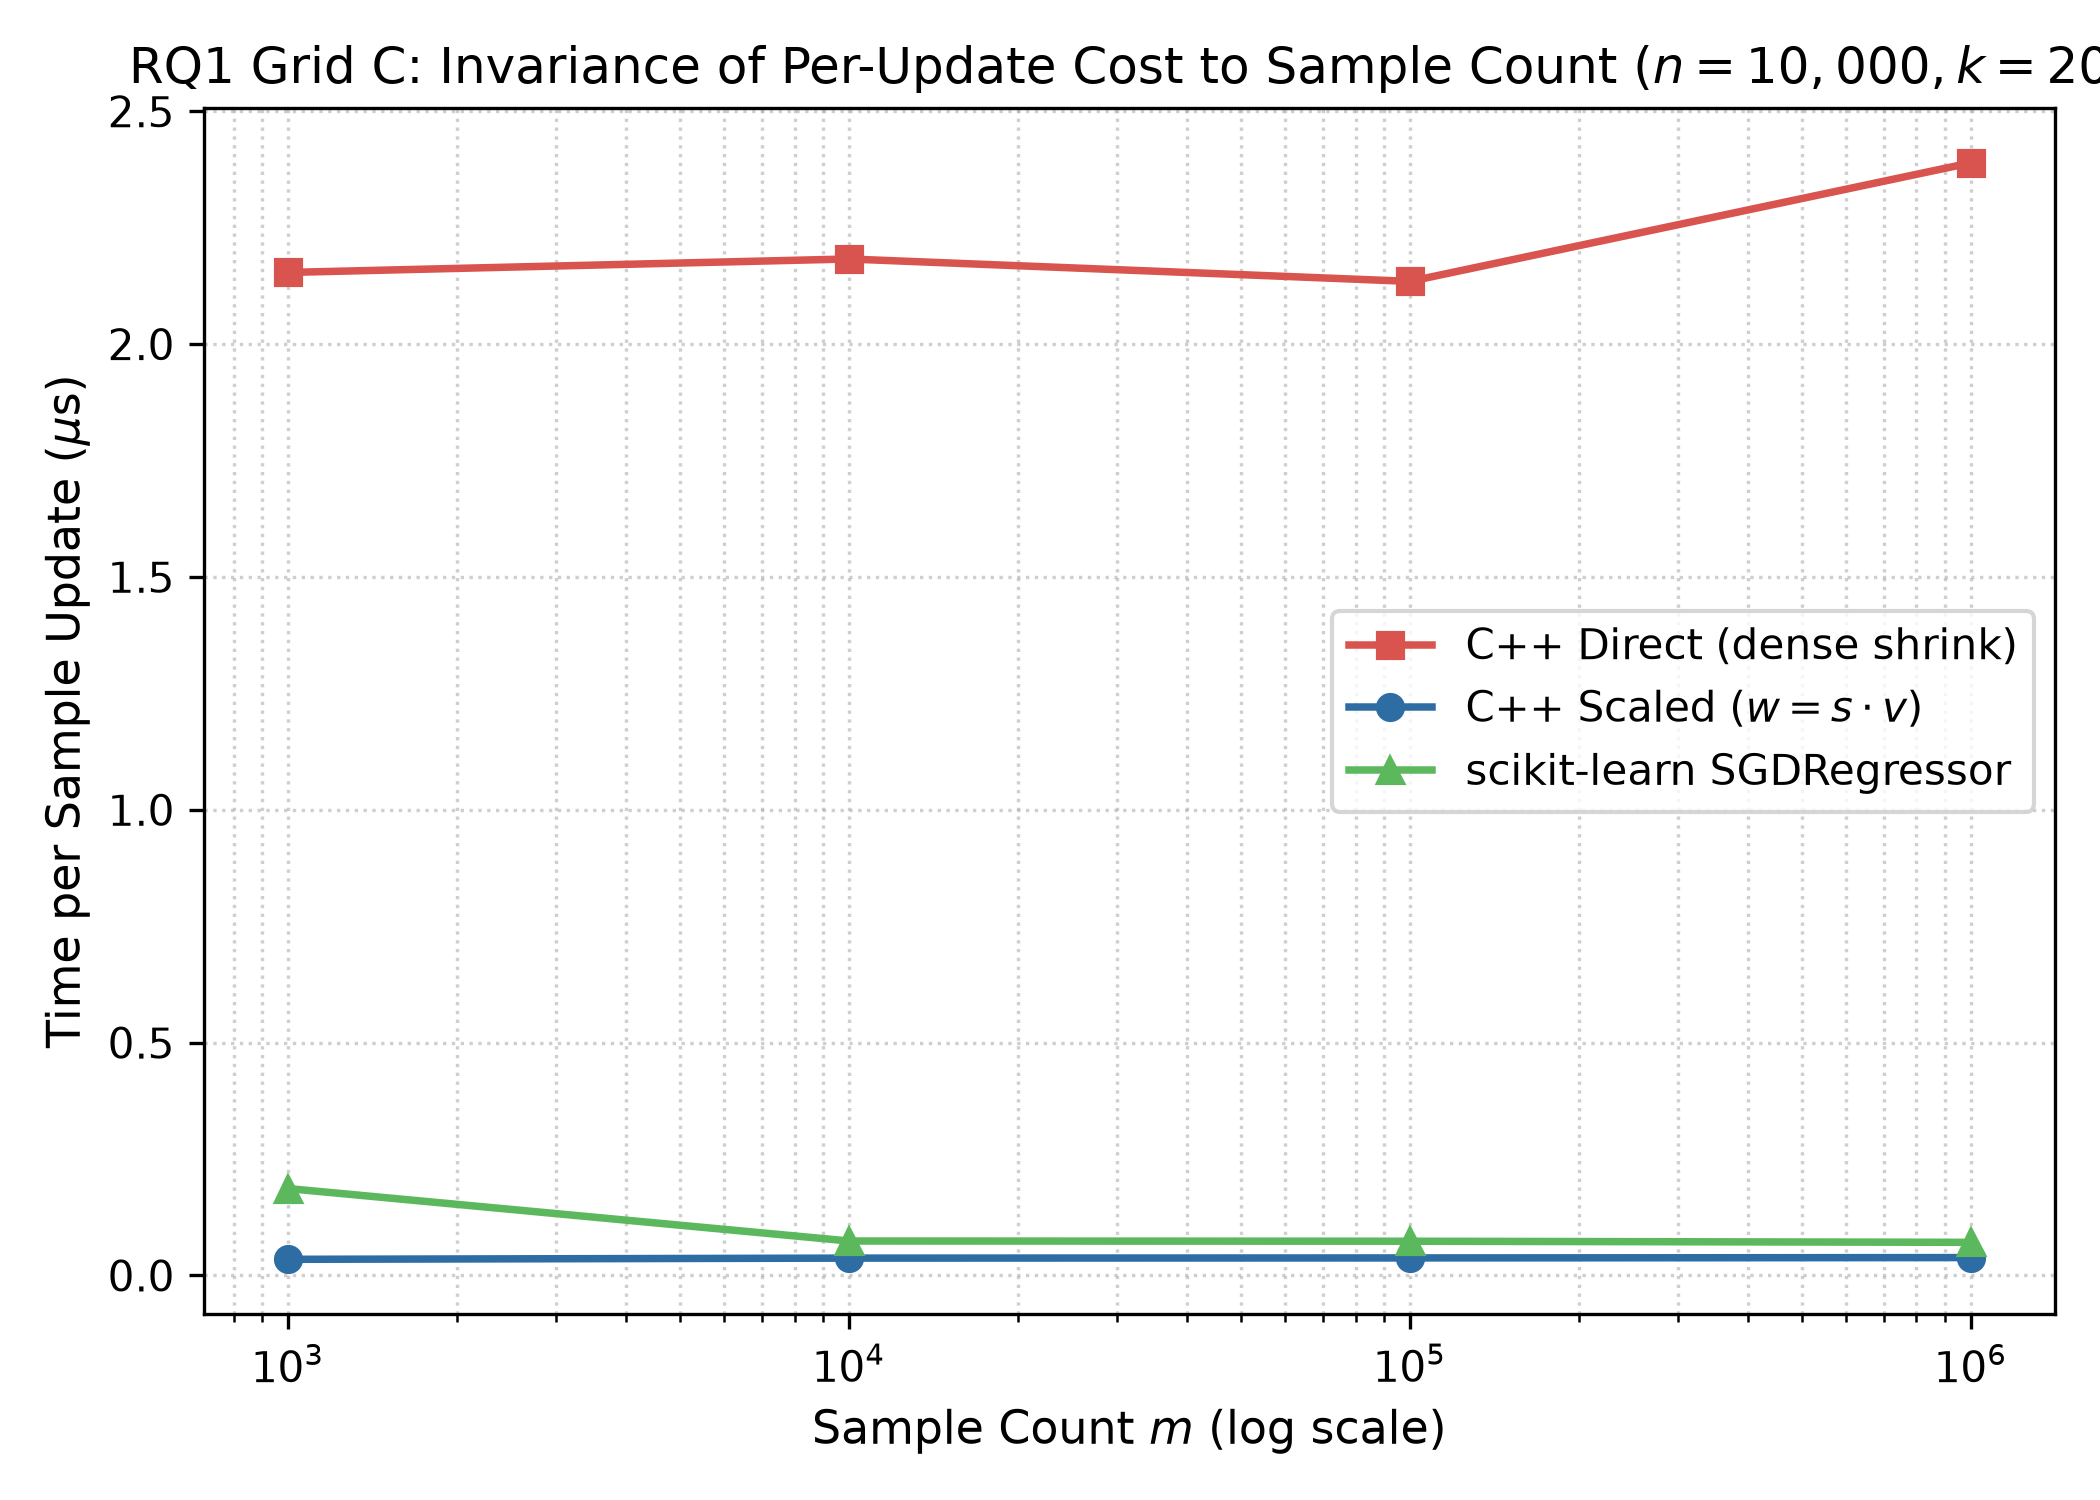 RQ1 Grid C: Invariance of Per-Update Cost to Sample Count (n = 10,000, k = 20
2.5
2.0
1.5
1.0
0.5
0.0
Time per Sample Update (μs)
C++ Direct (dense shrink)
C++ Scaled (w = s · v)
scikit-learn SGDRegressor
10³
10⁴
10⁵
10⁶
Sample Count m (log scale)